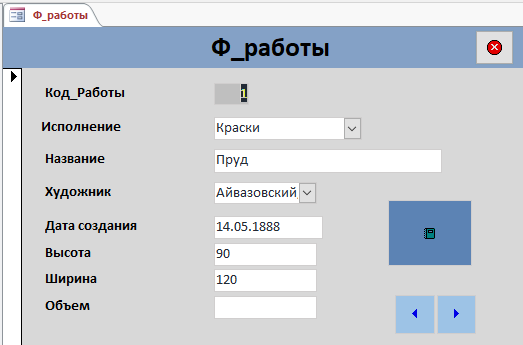 Ф_работы
Ф_работы
Код_Работы 1
Исполнение Краски
Название Пруд
Художник Айвазовский
Дата создания 14.05.1888
Высота 90
Ширина 120
Объем